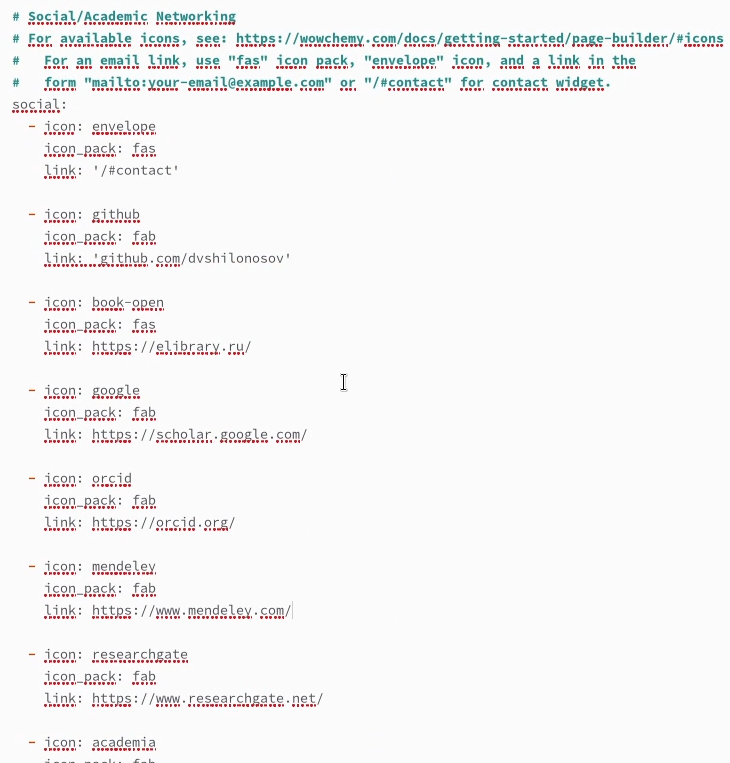 # Social/Academic Networking
# For available icons, see: https://wowchemy.com/docs/getting-started/page-builder/#icons
#   For an email link, use "fas" icon pack, "envelope" icon, and a link in the
#   form "mailto:your-email@example.com" or "/#contact" for contact widget.
social:
  - icon: envelope
    icon_pack: fas
    link: '/#contact'

  - icon: github
    icon_pack: fab
    link: 'github.com/dvshilonosov'

  - icon: book-open
    icon_pack: fas
    link: https://elibrary.ru/

  - icon: google
    icon_pack: fab
    link: https://scholar.google.com/

  - icon: orcid
    icon_pack: fab
    link: https://orcid.org/

  - icon: mendeley
    icon_pack: fab
    link: https://www.mendeley.com/

  - icon: researchgate
    icon_pack: fab
    link: https://www.researchgate.net/

  - icon: academia
    icon_pack: fab